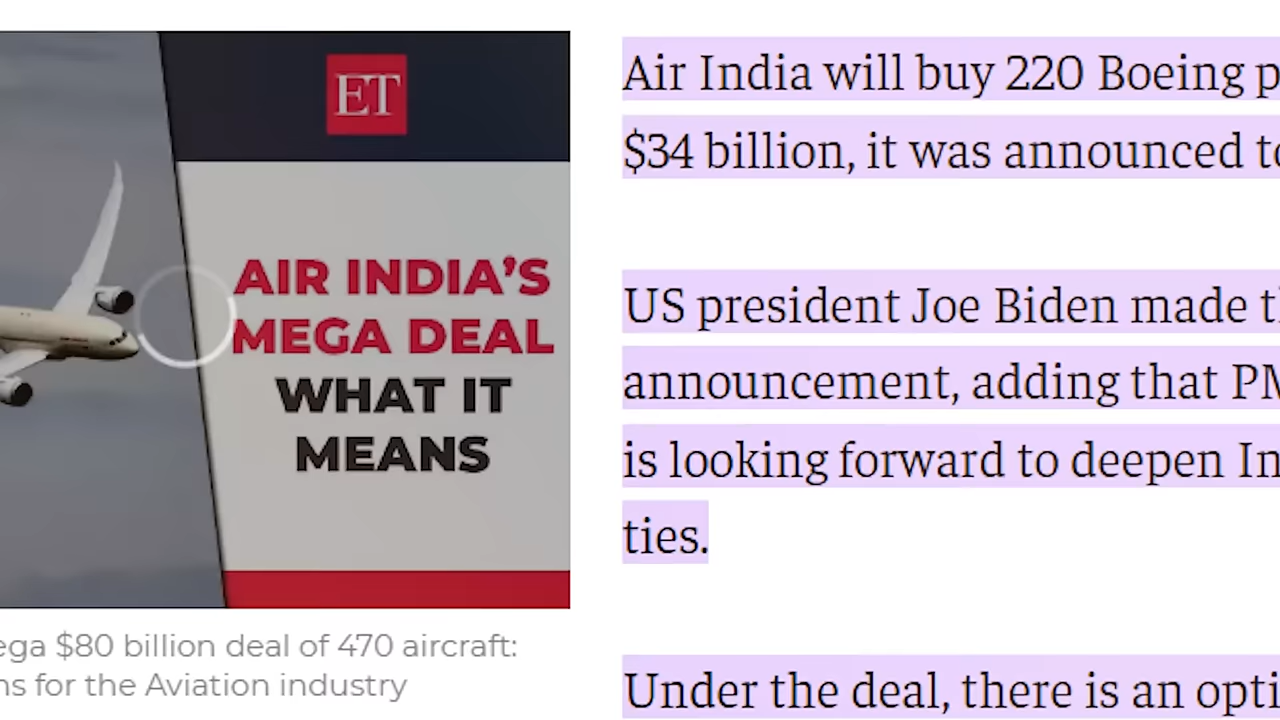 ET
AIR INDIA'S
MEGA DEAL
WHAT IT
MEANS
ega $80 billion deal of 470 aircraft:
ns for the Aviation industry
Air India will buy 220 Boeing p
$34 billion, it was announced to
US president Joe Biden made th
announcement, adding that PM
is looking forward to deepen In
ties.
Under the deal, there is an opti